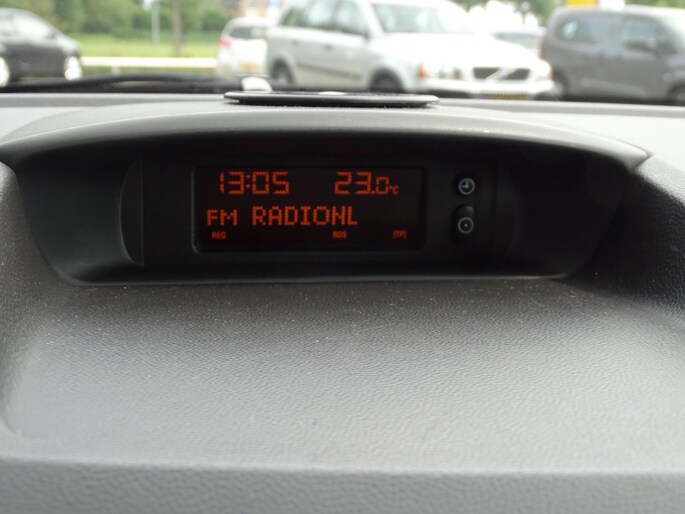 13:05 23.0°C
FM RADIONL
REG RDS [TP]